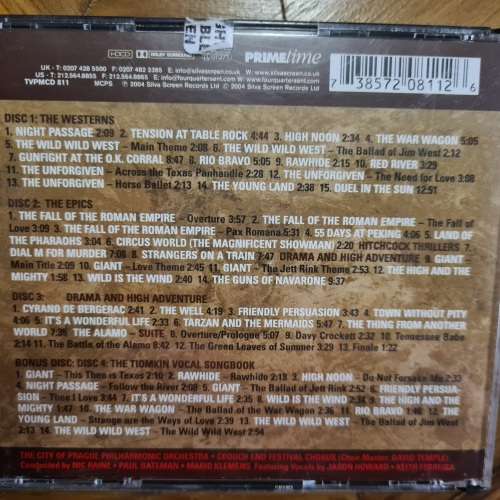 HDCD DOLBY SURROUND PRIMEtime
UK - T: 0207 428 5500 F: 0207 482 2385 E: info@silvascreen.co.uk W: www.silvascreen.co.uk
US - T: 212.564.8855 F: 212.564.8865 E: info@fourquartersent.com www.fourquartersent.com
TVPMCD 811 MCPS ℗ 2004 Silva Screen Records Ltd / © 2004 Silva Screen Records Ltd
7 38572 08112 6
DISC 1: THE WESTERNS
1. NIGHT PASSAGE 2:09 2. TENSION AT TABLE ROCK 4:44 3. HIGH NOON 2:34 4. THE WAR WAGON 5:05
5. THE WILD WILD WEST – Main Theme 2:08 6. THE WILD WILD WEST – The Ballad of Jim West 2:12
7. GUNFIGHT AT THE O.K. CORRAL 8:47 8. RIO BRAVO 5:00 9. RAWHIDE 2:15 10. RED RIVER 3:29
11. THE UNFORGIVEN – Across the Texas Panhandle 2:28 12. THE UNFORGIVEN – The Need for Love 3:08
13. THE UNFORGIVEN – Horse Ballet 2:13 14. THE YOUNG LAND 2:38 15. DUEL IN THE SUN 12:51
DISC 2: THE EPICS
1. THE FALL OF THE ROMAN EMPIRE – Overture 3:57 2. THE FALL OF THE ROMAN EMPIRE – The Fall of
Love 3:09 3. THE FALL OF THE ROMAN EMPIRE – Pax Romana 5:31 4. 55 DAYS AT PEKING 4:06 5. LAND OF
THE PHARAOHS 3:04 6. CIRCUS WORLD (THE MAGNIFICENT SHOWMAN) 2:20 HITCHCOCK THRILLERS 7.
DIAL M FOR MURDER 7:09 8. STRANGERS ON A TRAIN 7:47 DRAMA AND HIGH ADVENTURE 9. GIANT
Main Title 2:09 10. GIANT – Love Theme 2:45 11. GIANT – The Jett Rink Theme 2:53 12. THE HIGH AND THE
MIGHTY 1:58 13. WILD IS THE WIND 2:40 14. THE GUNS OF NAVARONE 9:37
DISC 3: DRAMA AND HIGH ADVENTURE
1. CYRANO DE BERGERAC 2:41 2. THE WELL 4:19 3. FRIENDLY PERSUASION 3:43 4. TOWN WITHOUT PITY
4:06 5. IT'S A WONDERFUL LIFE 2:33 6. TARZAN AND THE MERMAIDS 5:47 7. THE THING FROM ANOTHER
WORLD 7:38 THE ALAMO – SUITE 8. Overture/Prologue 5:01 9. Davy Crockett 2:32 10. Tennessee Babe
2:14 11. The Battle of the Alamo 8:42 12. The Green Leaves of Summer 3:29 13. Finale 1:22
BONUS DISC: DISC 4: THE TIOMKIN VOCAL SONGBOOK
1. GIANT – This Then is Texas 2:10 2. RAWHIDE – Rawhide 2:18 3. HIGH NOON – Do Not Forsake Me 2:33
4. NIGHT PASSAGE – Follow the River 2:08 5. GIANT – The Ballad of Jett Rink 2:52 6. FRIENDLY PERSUA-
SION – Thee I Love 3:44 7. IT'S A WONDERFUL LIFE 2:35 8. WILD IS THE WIND 2:40 9. THE HIGH AND THE
MIGHTY 1:47 10. THE WAR WAGON – The Ballad of the War Wagon 2:41 11. RIO BRAVO 1:48 12. THE
YOUNG LAND – Strange are the Ways of Love 2:39 13. THE WILD WILD WEST – The Ballad of Jim West
2:12 14. THE WILD WILD WEST – The Wild Wild West 2:54
THE CITY OF PRAGUE PHILHARMONIC ORCHESTRA – CROUCH END FESTIVAL CHORUS (Chorus Master: DAVID TEMPLE)
Conducted by NIC RAINE – PAUL BATEMAN – MARIO KLEMENS Featuring Vocals by JASON HOWARD – KEITH FERREIRA